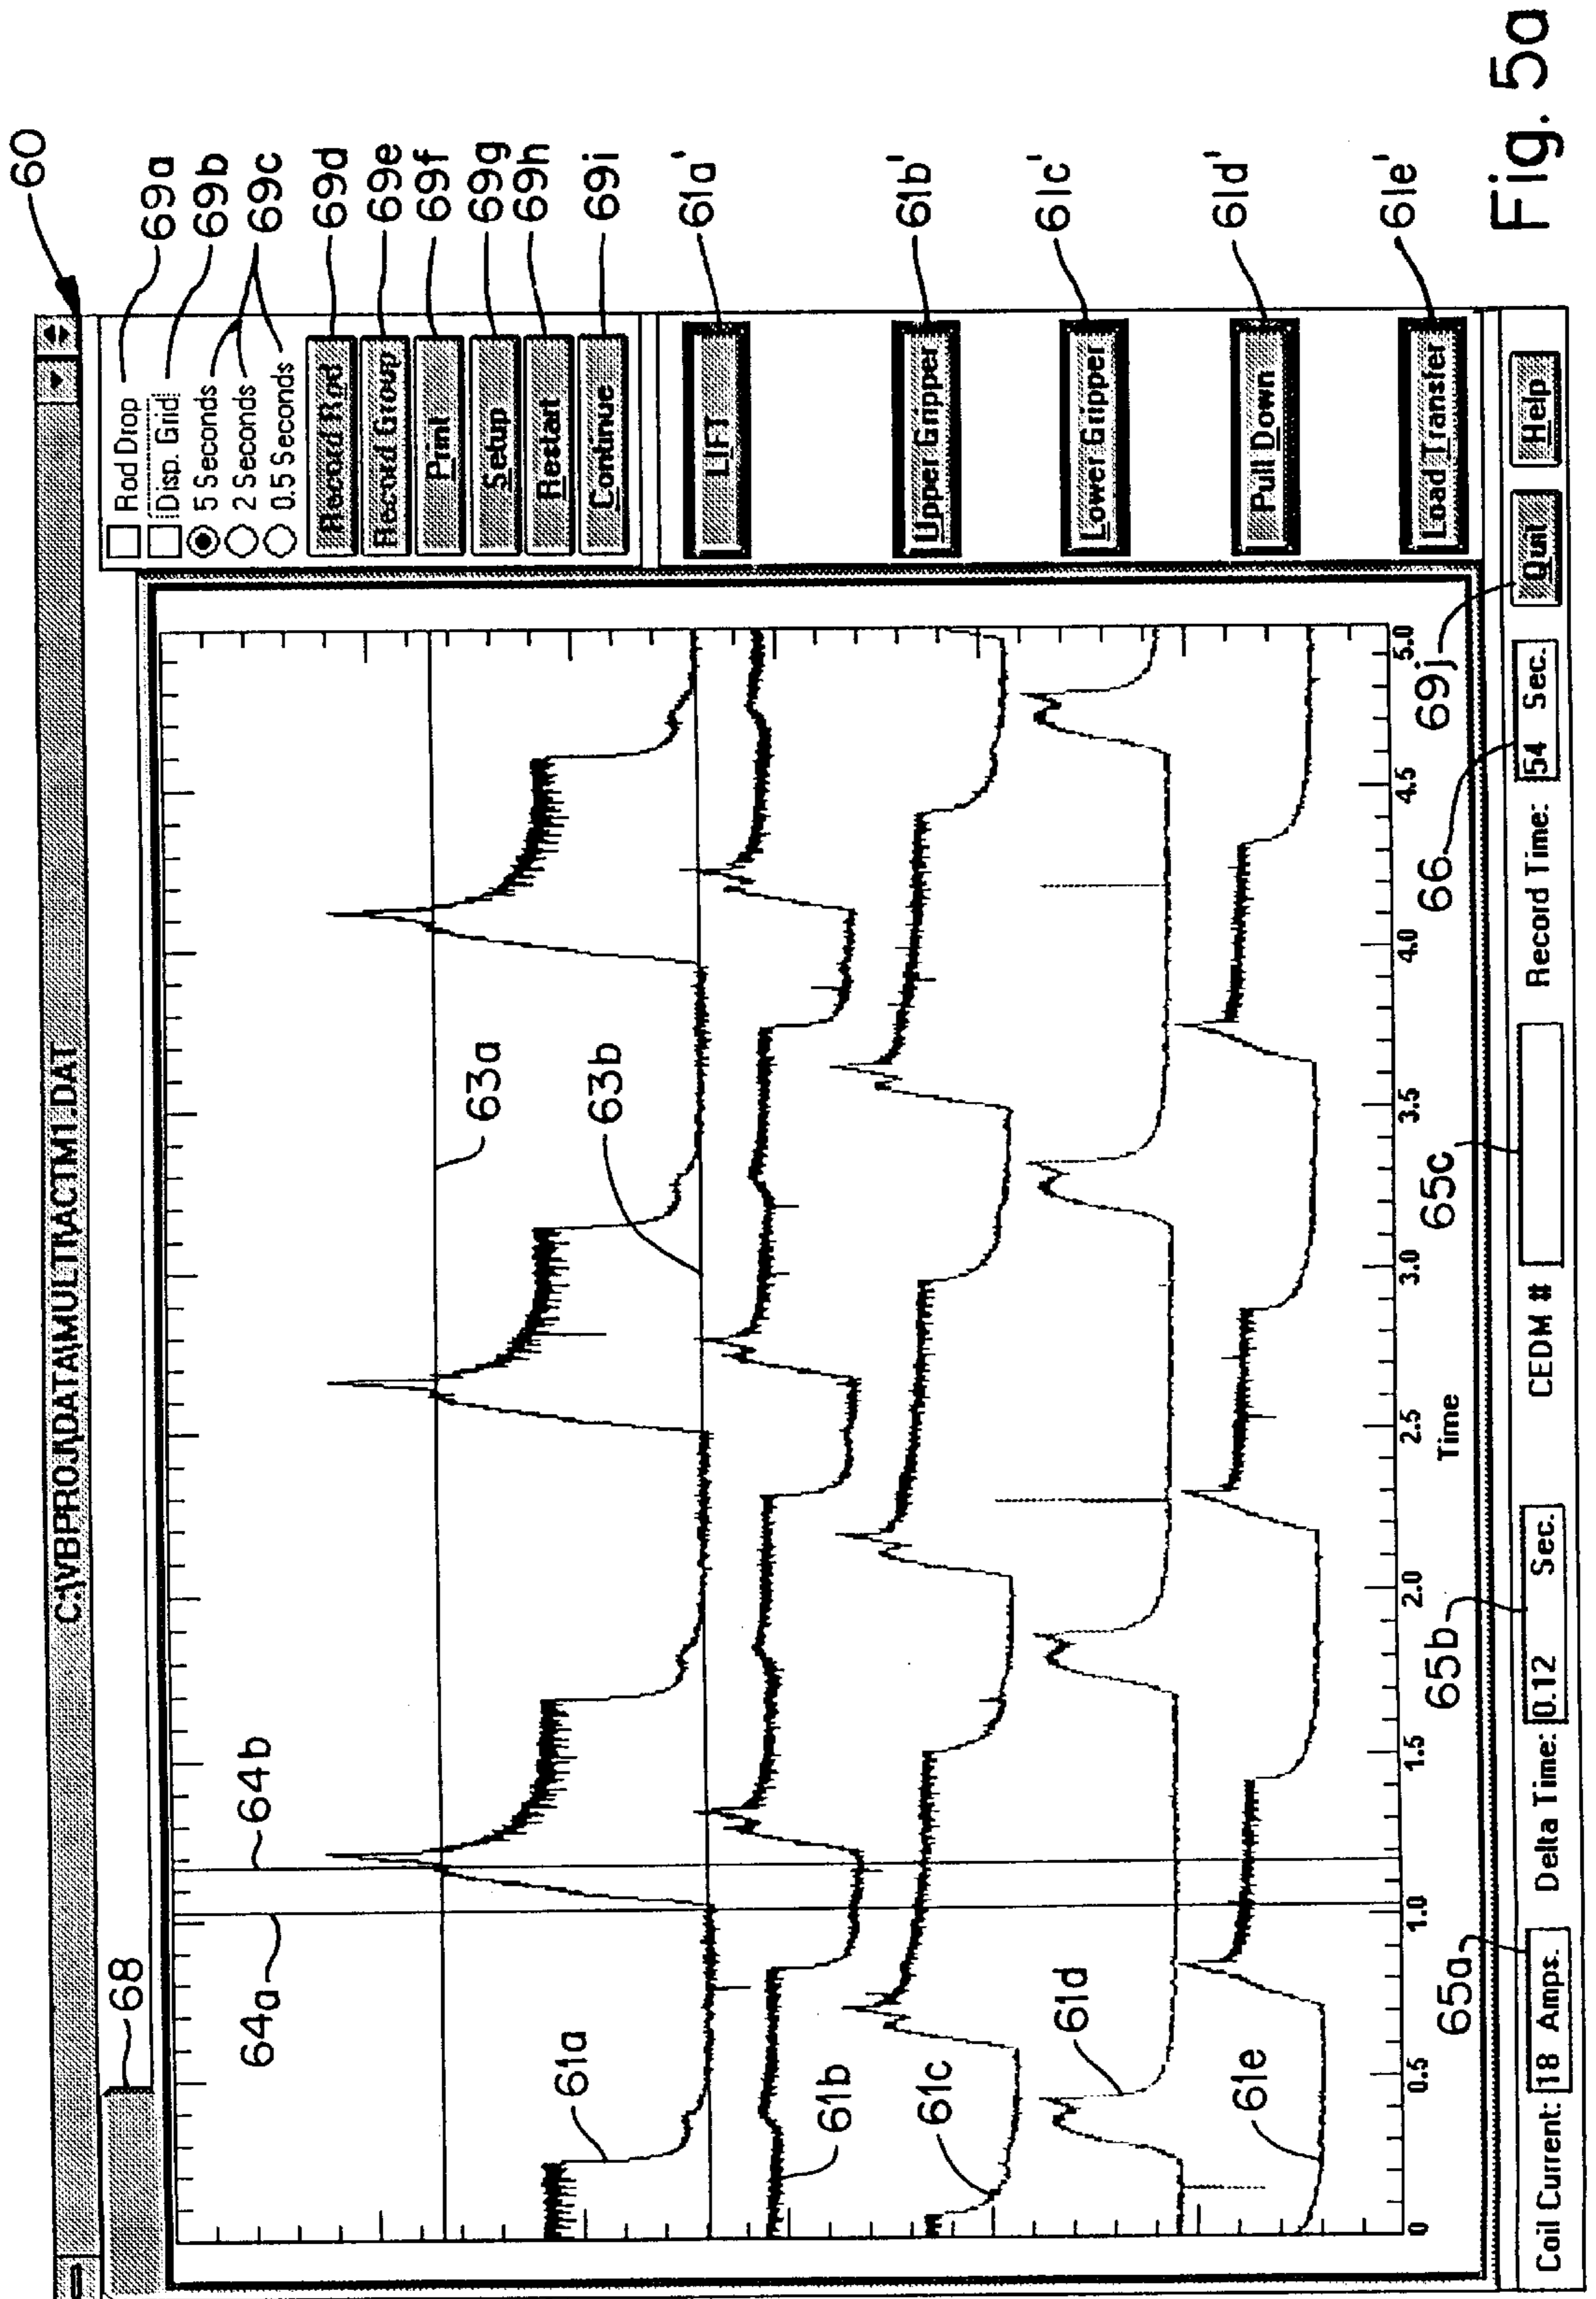 60
C:\VBPROJ\DATA\MULTI\ACTM1.DAT
68
Rod Drop
69a
Disp. Grid
69b
5 Seconds
2 Seconds
69c
0.5 Seconds
Record Rod
69d
Record Group
69e
Print
69f
Setup
69g
Restart
69h
Continue
69i
64a
64b
63a
63b
61a
61b
61c
61d
61e
LIFT
61a'
Upper Gripper
61b'
Lower Gripper
61c'
Pull Down
61d'
Load Transfer
61e'
0
0.5
1.0
1.5
2.0
2.5
3.0
3.5
4.0
4.5
5.0
Time
65a
65b
65c
66
69j
Coil Current: 18 Amps.
Delta Time: 0.12 Sec.
CEDM #
Record Time: 54 Sec.
Quit
Help
Fig. 5a